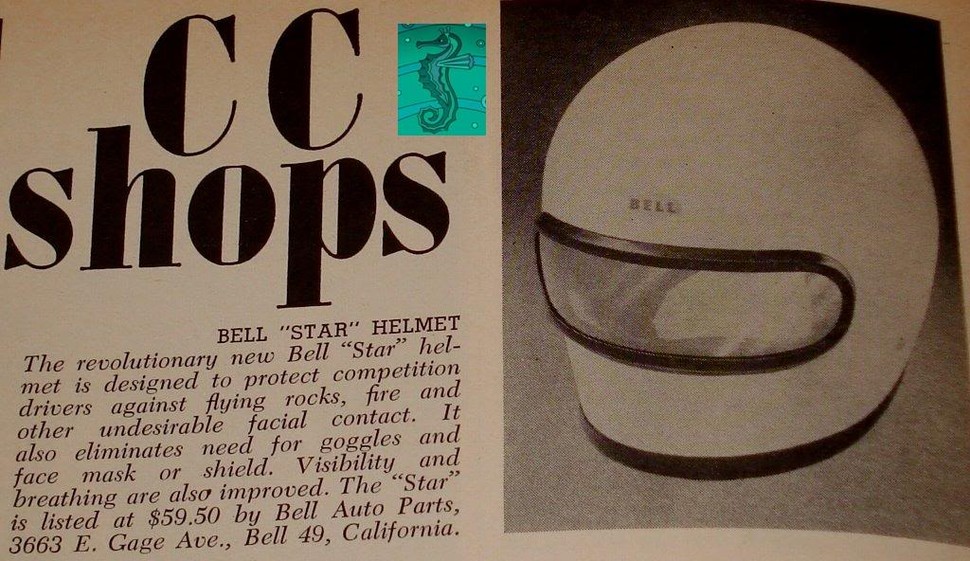 CC
shops
BELL
BELL "STAR" HELMET
The revolutionary new Bell “Star” hel-
met is designed to protect competition
drivers against flying rocks, fire and
other undesirable facial contact. It
also eliminates need for goggles and
face mask or shield. Visibility and
breathing are also improved. The “Star”
is listed at $59.50 by Bell Auto Parts,
3663 E. Gage Ave., Bell 49, California.